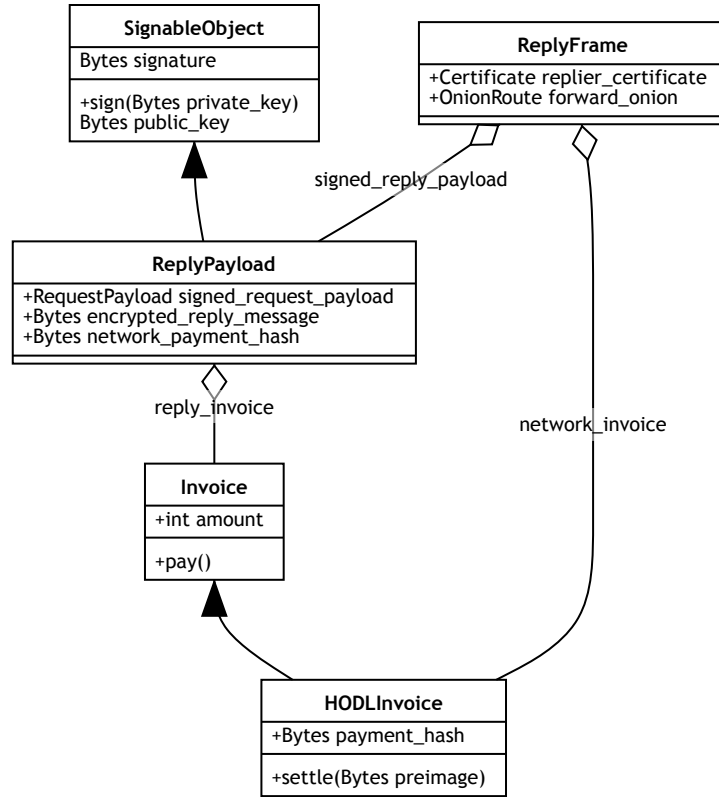 SignableObject
Bytes signature
+sign(Bytes private_key)
Bytes public_key
ReplyFrame
+Certificate replier_certificate
+OnionRoute forward_onion
signed_reply_payload
ReplyPayload
+RequestPayload signed_request_payload
+Bytes encrypted_reply_message
+Bytes network_payment_hash
reply_invoice
network_invoice
Invoice
+int amount
+pay()
HODLInvoice
+Bytes payment_hash
+settle(Bytes preimage)